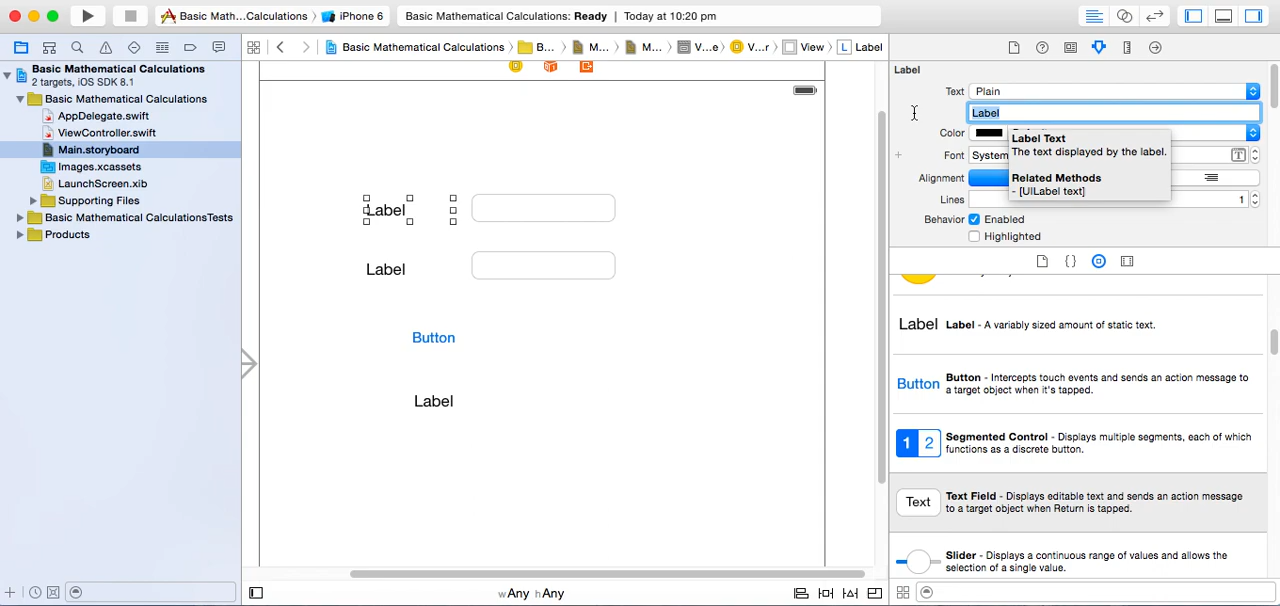 Basic Math...Calculations
iPhone 6
Basic Mathematical Calculations: Ready | Today at 10:20 pm
Basic Mathematical Calculations
B...
M...
M...
V...e
V...r
View
L Label
Basic Mathematical Calculations
2 targets, iOS SDK 8.1
Basic Mathematical Calculations
AppDelegate.swift
ViewController.swift
Main.storyboard
Images.xcassets
LaunchScreen.xib
Supporting Files
Basic Mathematical CalculationsTests
Products
Label
Label
Button
Label
wAny hAny
Label
Text Plain
Label
Color
Label Text
The text displayed by the label.
Font System
Related Methods
- [UILabel text]
Alignment
Lines 1
Behavior Enabled
Highlighted
Label Label - A variably sized amount of static text.
Button Button - Intercepts touch events and sends an action message to
a target object when it's tapped.
1 2 Segmented Control - Displays multiple segments, each of which
functions as a discrete button.
Text Text Field - Displays editable text and sends an action message
to a target object when Return is tapped.
Slider - Displays a continuous range of values and allows the
selection of a single value.